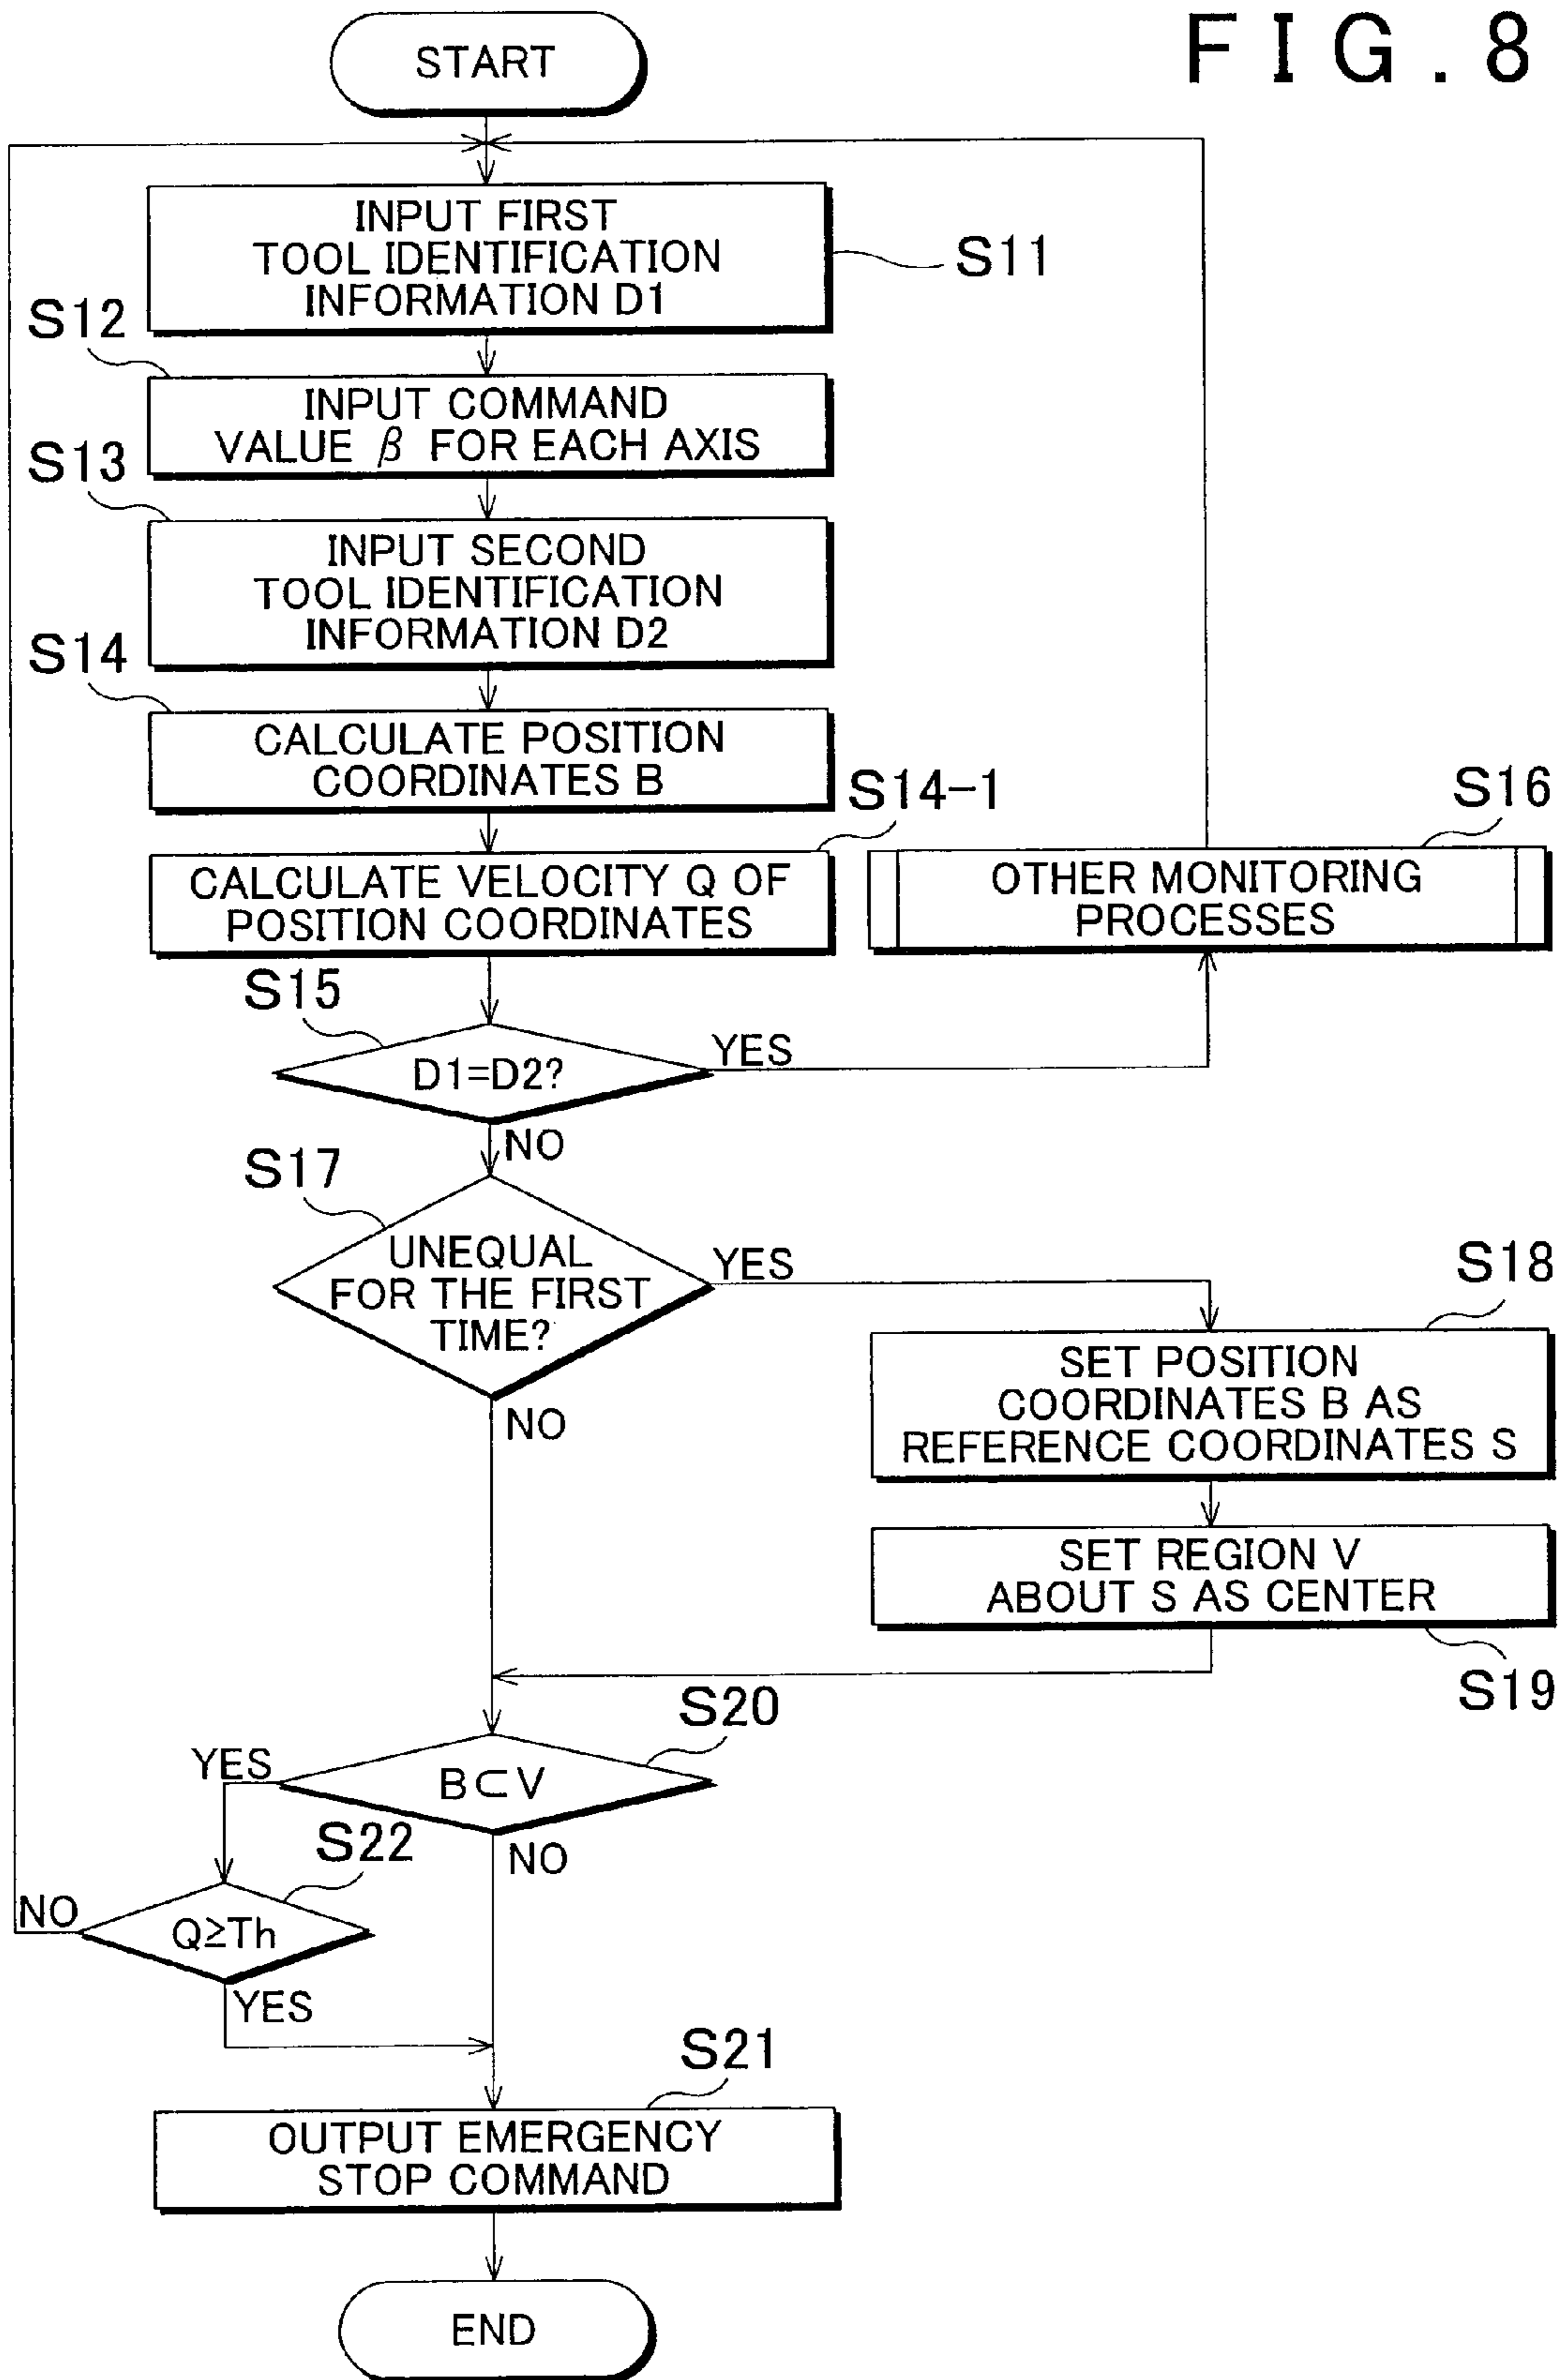 FIG. 8
START
INPUT FIRST
TOOL IDENTIFICATION
INFORMATION D1
S11
S12
INPUT COMMAND
VALUE β FOR EACH AXIS
S13
INPUT SECOND
TOOL IDENTIFICATION
INFORMATION D2
S14
CALCULATE POSITION
COORDINATES B
S14-1
CALCULATE VELOCITY Q OF
POSITION COORDINATES
S16
OTHER MONITORING
PROCESSES
S15
D1=D2?
YES
NO
S17
UNEQUAL
FOR THE FIRST
TIME?
YES
NO
S18
SET POSITION
COORDINATES B AS
REFERENCE COORDINATES S
SET REGION V
ABOUT S AS CENTER
S19
S20
B⊂V
YES
NO
S22
Q≥Th
NO
YES
S21
OUTPUT EMERGENCY
STOP COMMAND
END